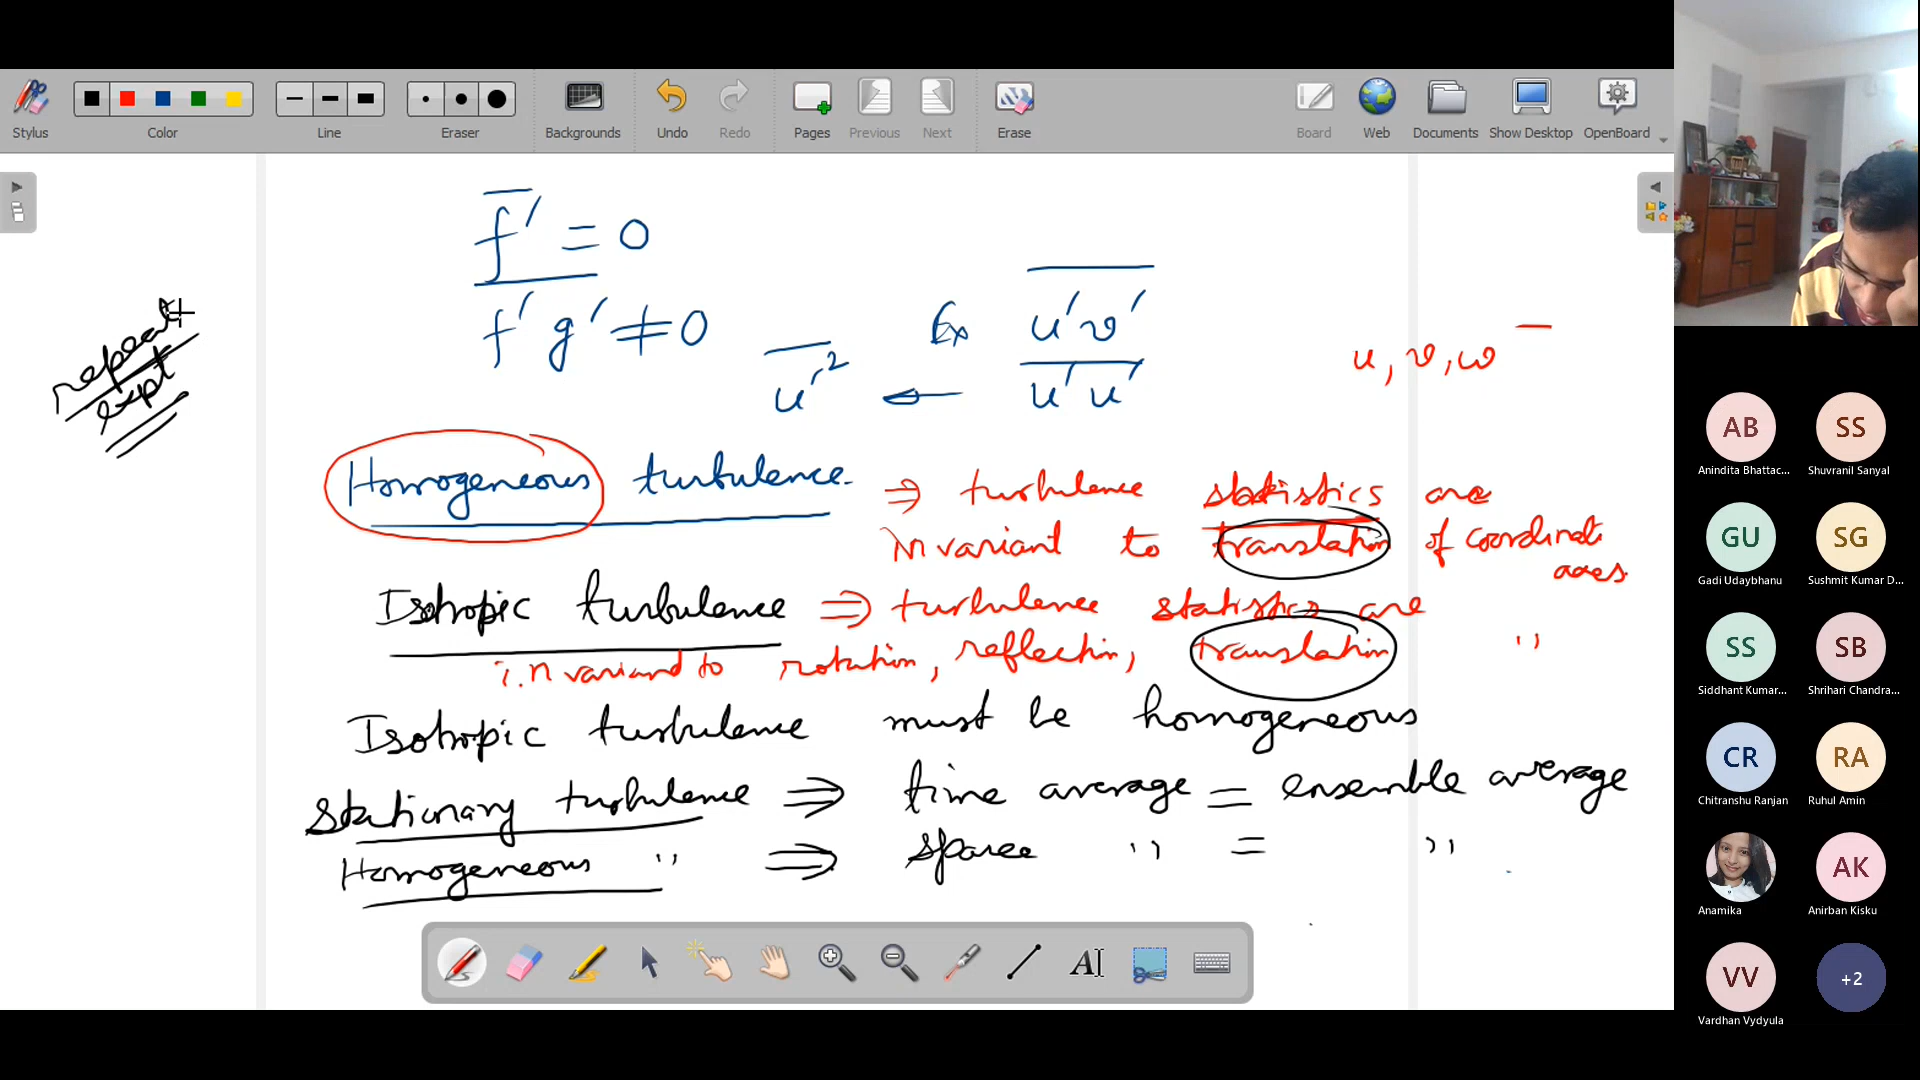 Stylus Color Line Eraser Backgrounds Undo Redo Pages Previous Next Erase Board Web Documents Show Desktop OpenBoard
f' = 0
f' g' ≠ 0
u'²
Ex u'v'
u'u'
u, v, w
repeat
expt
Homogeneous turbulence. ⇒ turbulence statistics are
invariant to translation of coordinate
axes.
Isotropic turbulence ⇒ turbulence statistics are
invariant to rotation, reflection, translation "
Isotropic turbulence must be homogeneous
Stationary turbulence ⇒ time average = ensemble average
Homogeneous " ⇒ space " = "
AB SS
Anindita Bhattac... Shuvranil Sanyal
GU SG
Gadi Udaybhanu Sushmit Kumar D...
SS SB
Siddhant Kumar... Shrihari Chandra...
CR RA
Chitranshu Ranjan Ruhul Amin
AK
Anamika Anirban Kisku
VV +2
Vardhan Vydyula